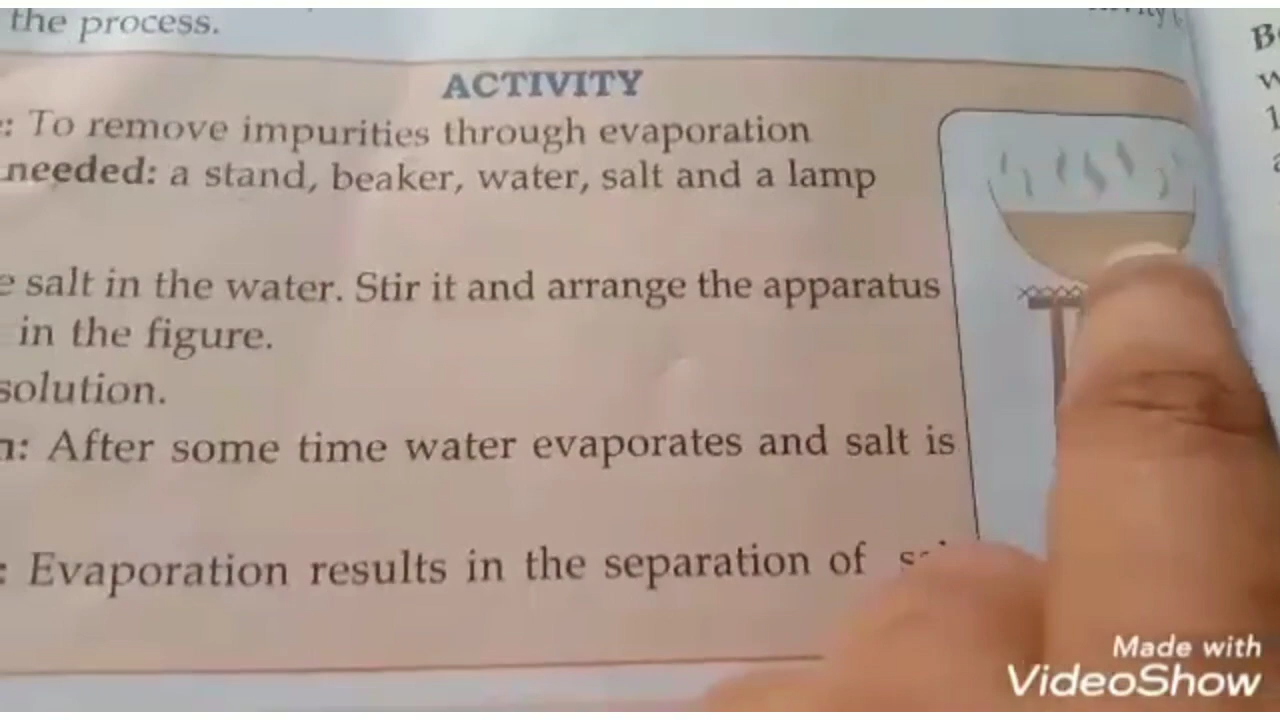 the process.
ACTIVITY
: To remove impurities through evaporation
needed: a stand, beaker, water, salt and a lamp
e salt in the water. Stir it and arrange the apparatus
in the figure.
solution.
n: After some time water evaporates and salt is
: Evaporation results in the separation of
Made with
VideoShow